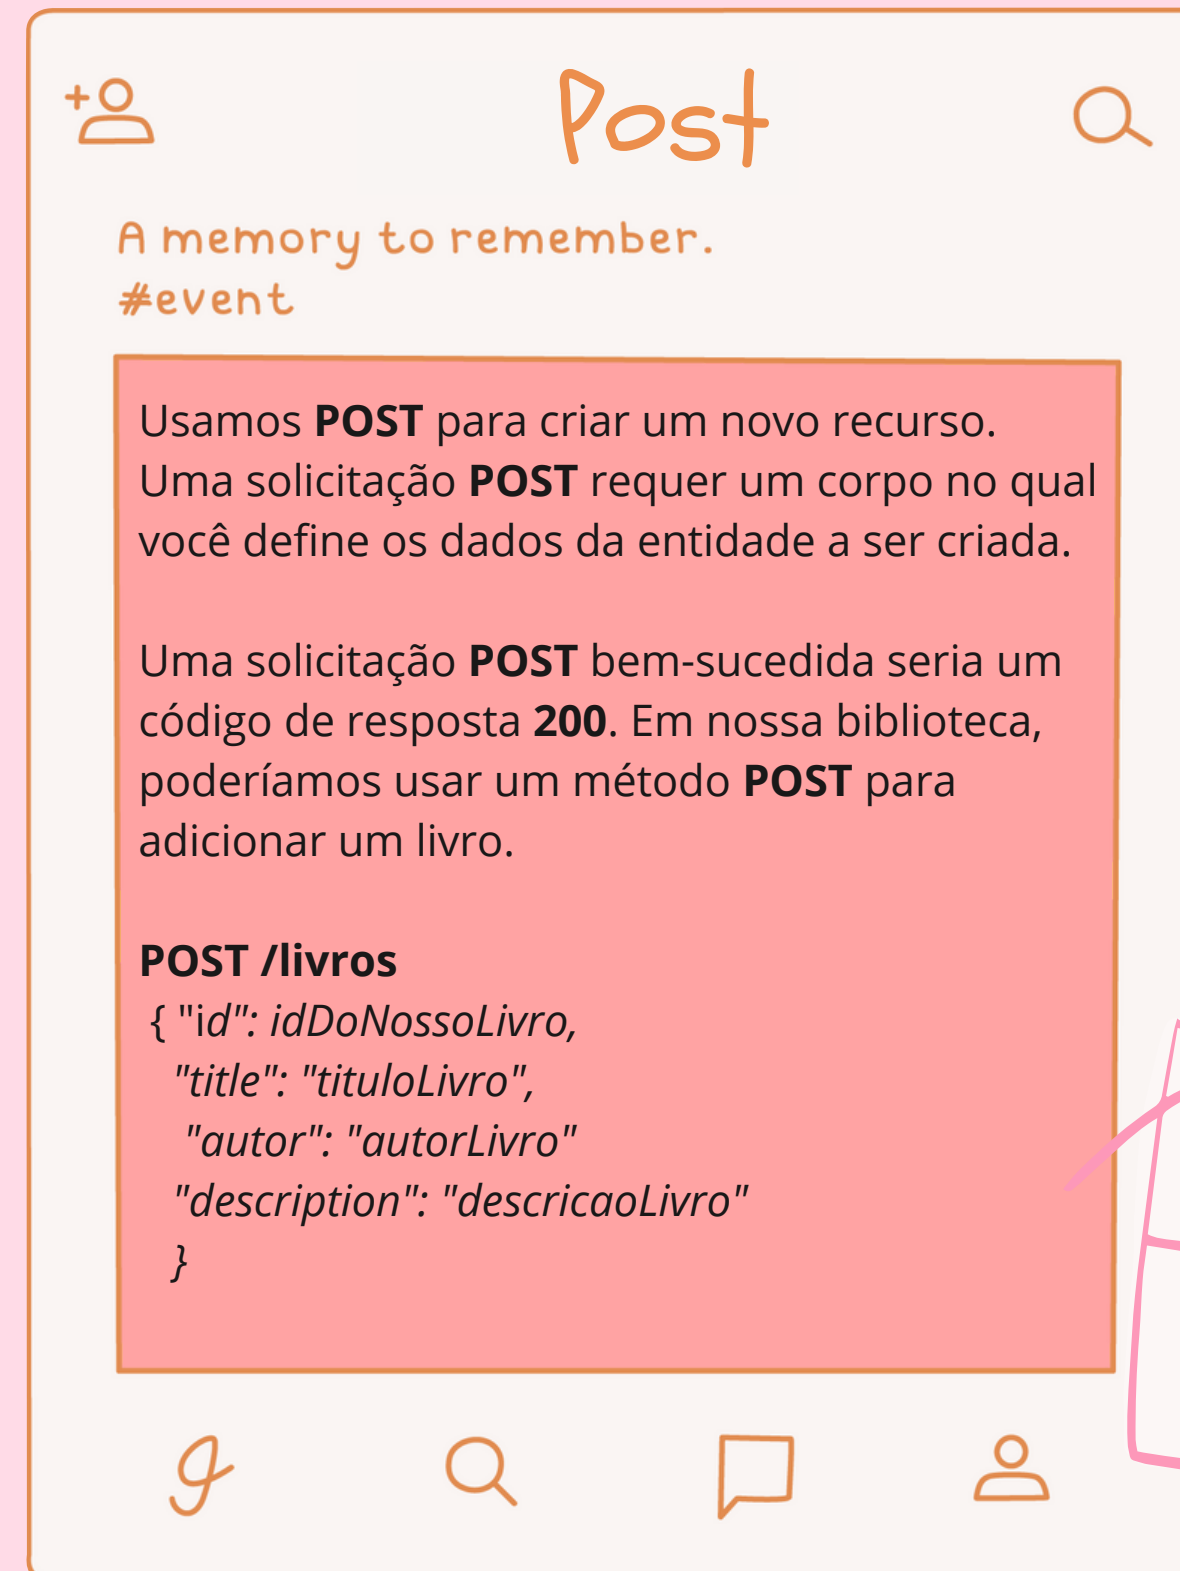 Post
A memory to remember.
#event
Usamos POST para criar um novo recurso.
Uma solicitação POST requer um corpo no qual
você define os dados da entidade a ser criada.
Uma solicitação POST bem-sucedida seria um
código de resposta 200. Em nossa biblioteca,
poderíamos usar um método POST para
adicionar um livro.
POST /livros
{ "id": idDoNossoLivro,
"title": "tituloLivro",
"autor": "autorLivro"
"description": "descricaoLivro"
}